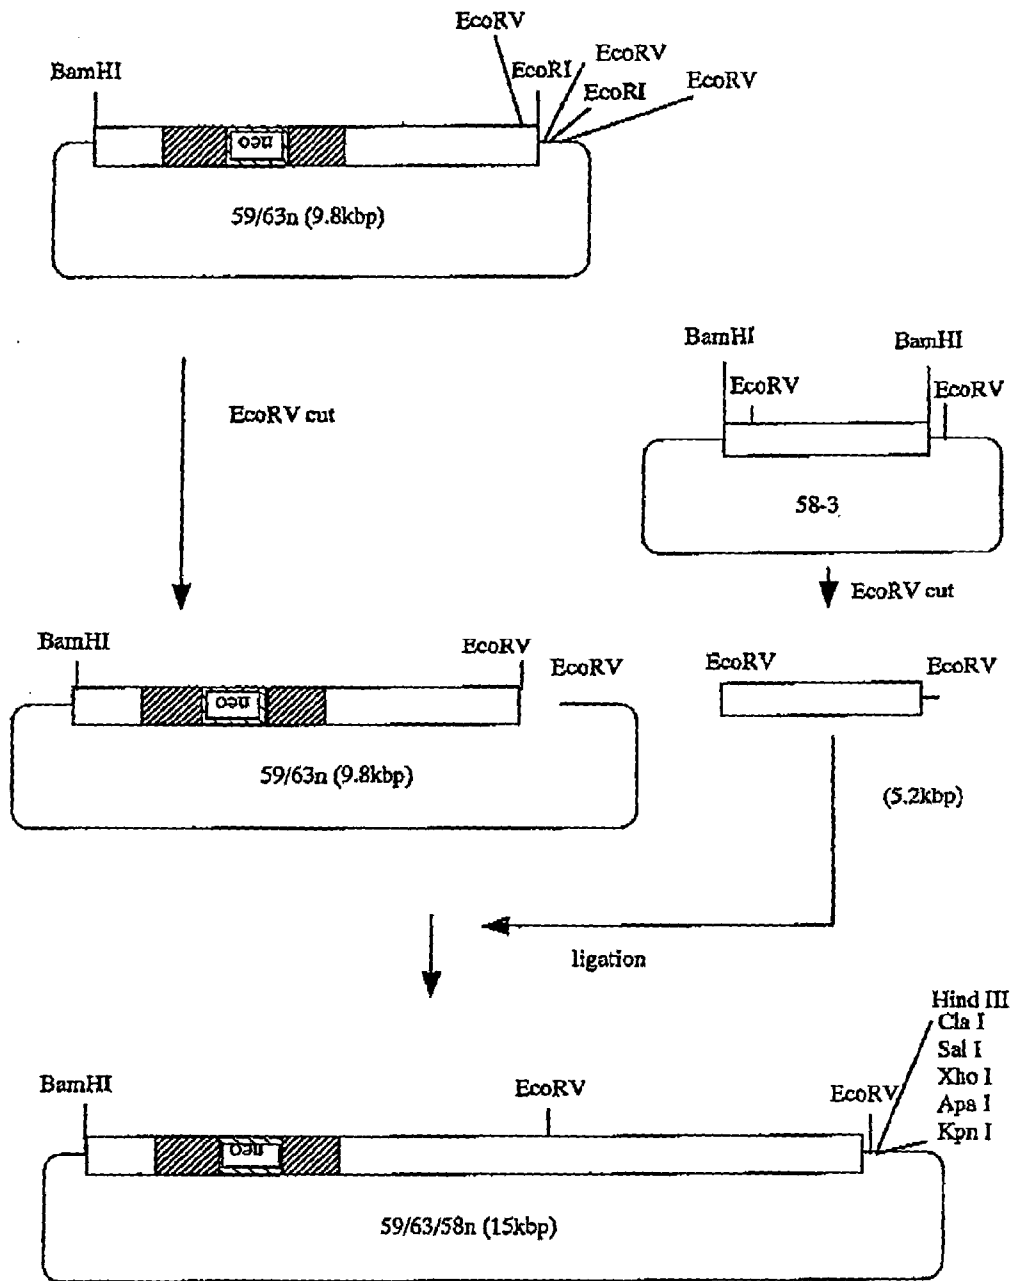 EcoRV
BamHI
EcoRI
EcoRV
EcoRI
EcoRV
neo
59/63n (9.8kbp)
EcoRV cut
BamHI
BamHI
EcoRV
EcoRV
58-3
EcoRV cut
BamHI
EcoRV
EcoRV
EcoRV
EcoRV
neo
59/63n (9.8kbp)
(5.2kbp)
ligation
Hind III
Cla I
Sal I
Xho I
Apa I
Kpn I
BamHI
EcoRV
EcoRV
neo
59/63/58n (15kbp)